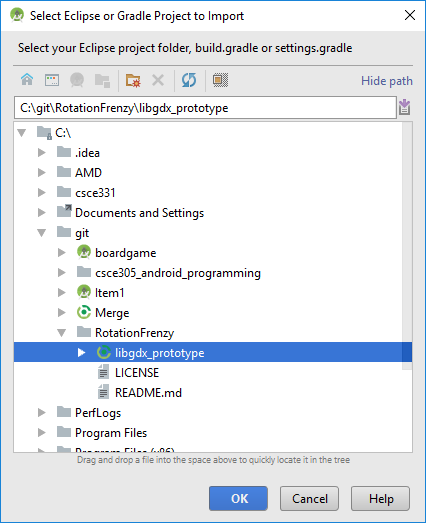 Select Eclipse or Gradle Project to Import
Select your Eclipse project folder, build.gradle or settings.gradle
Hide path
C:\git\RotationFrenzy\libgdx_prototype
C:\
.idea
AMD
csce331
Documents and Settings
git
boardgame
csce305_android_programming
Item1
Merge
RotationFrenzy
libgdx_prototype
LICENSE
README.md
PerfLogs
Program Files
Program Files (x86)
Drag and drop a file into the space above to quickly locate it in the tree
OK Cancel Help